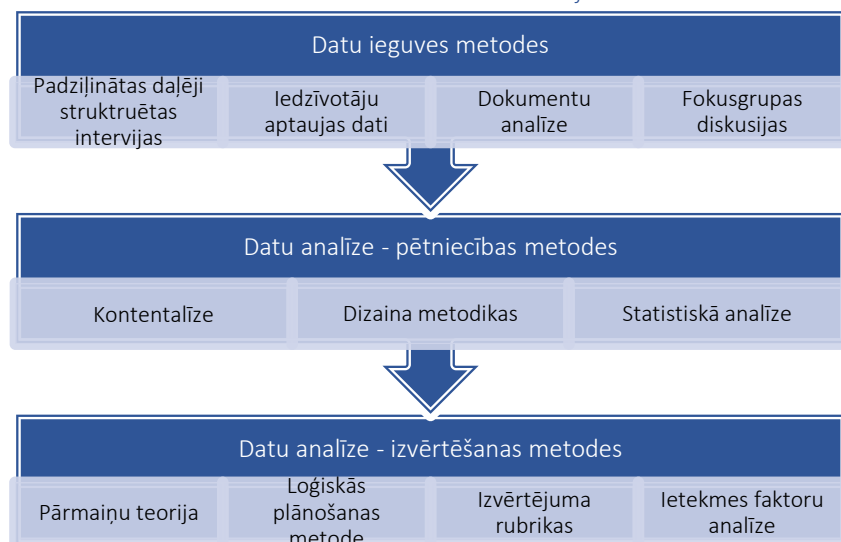 Datu ieguves metodes
Padziļinātas daļēji
struktruētas
intervijas
Iedzīvotāju
aptaujas dati
Dokumentu
analīze
Fokusgrupas
diskusijas
Datu analīze - pētniecības metodes
Kontentalīze
Dizaina metodikas
Statistiskā analīze
Datu analīze - izvērtēšanas metodes
Pārmaiņu teorija
Loģiskās
plānošanas
metode
Izvērtējuma
rubrikas
Ietekmes faktoru
analīze